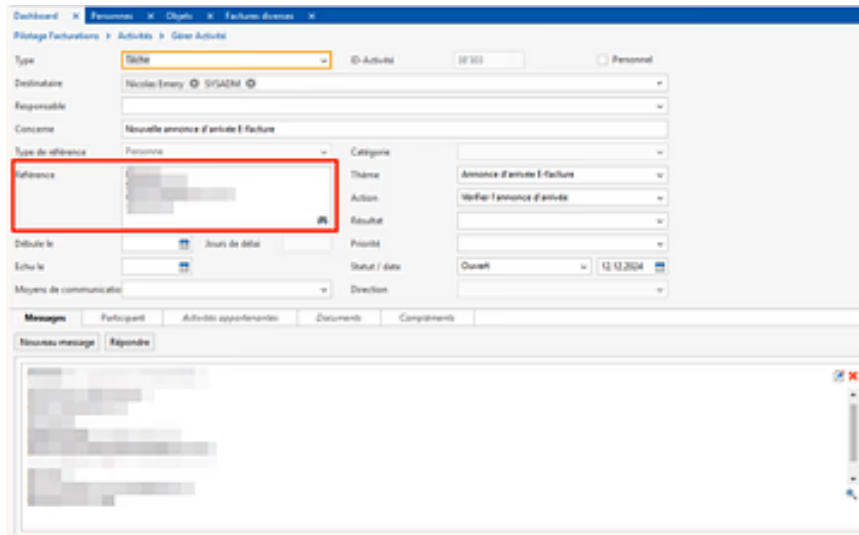 Dashboard × Personnes × Objets × Factures diverses ×
Pilotage Facturations › Activités › Gérer Activité
Type Tâche ID-Activité Personnel
Destinataire Nicolas Emery SYSADM
Responsable
Concerne Nouvelle annonce d'arrivée E-facture
Type de référence Personne Catégorie
Référence Thème Annonce d'arrivée E-facture
Action Vérifier l'annonce d'arrivée
Résultat
Débute le Jours de délai Priorité
Echu le Statut / date Ouvert 12.12.2024
Moyens de communicatio Direction
Messages Participant Activités appartenantes Documents Compléments
Nouveau message Répondre